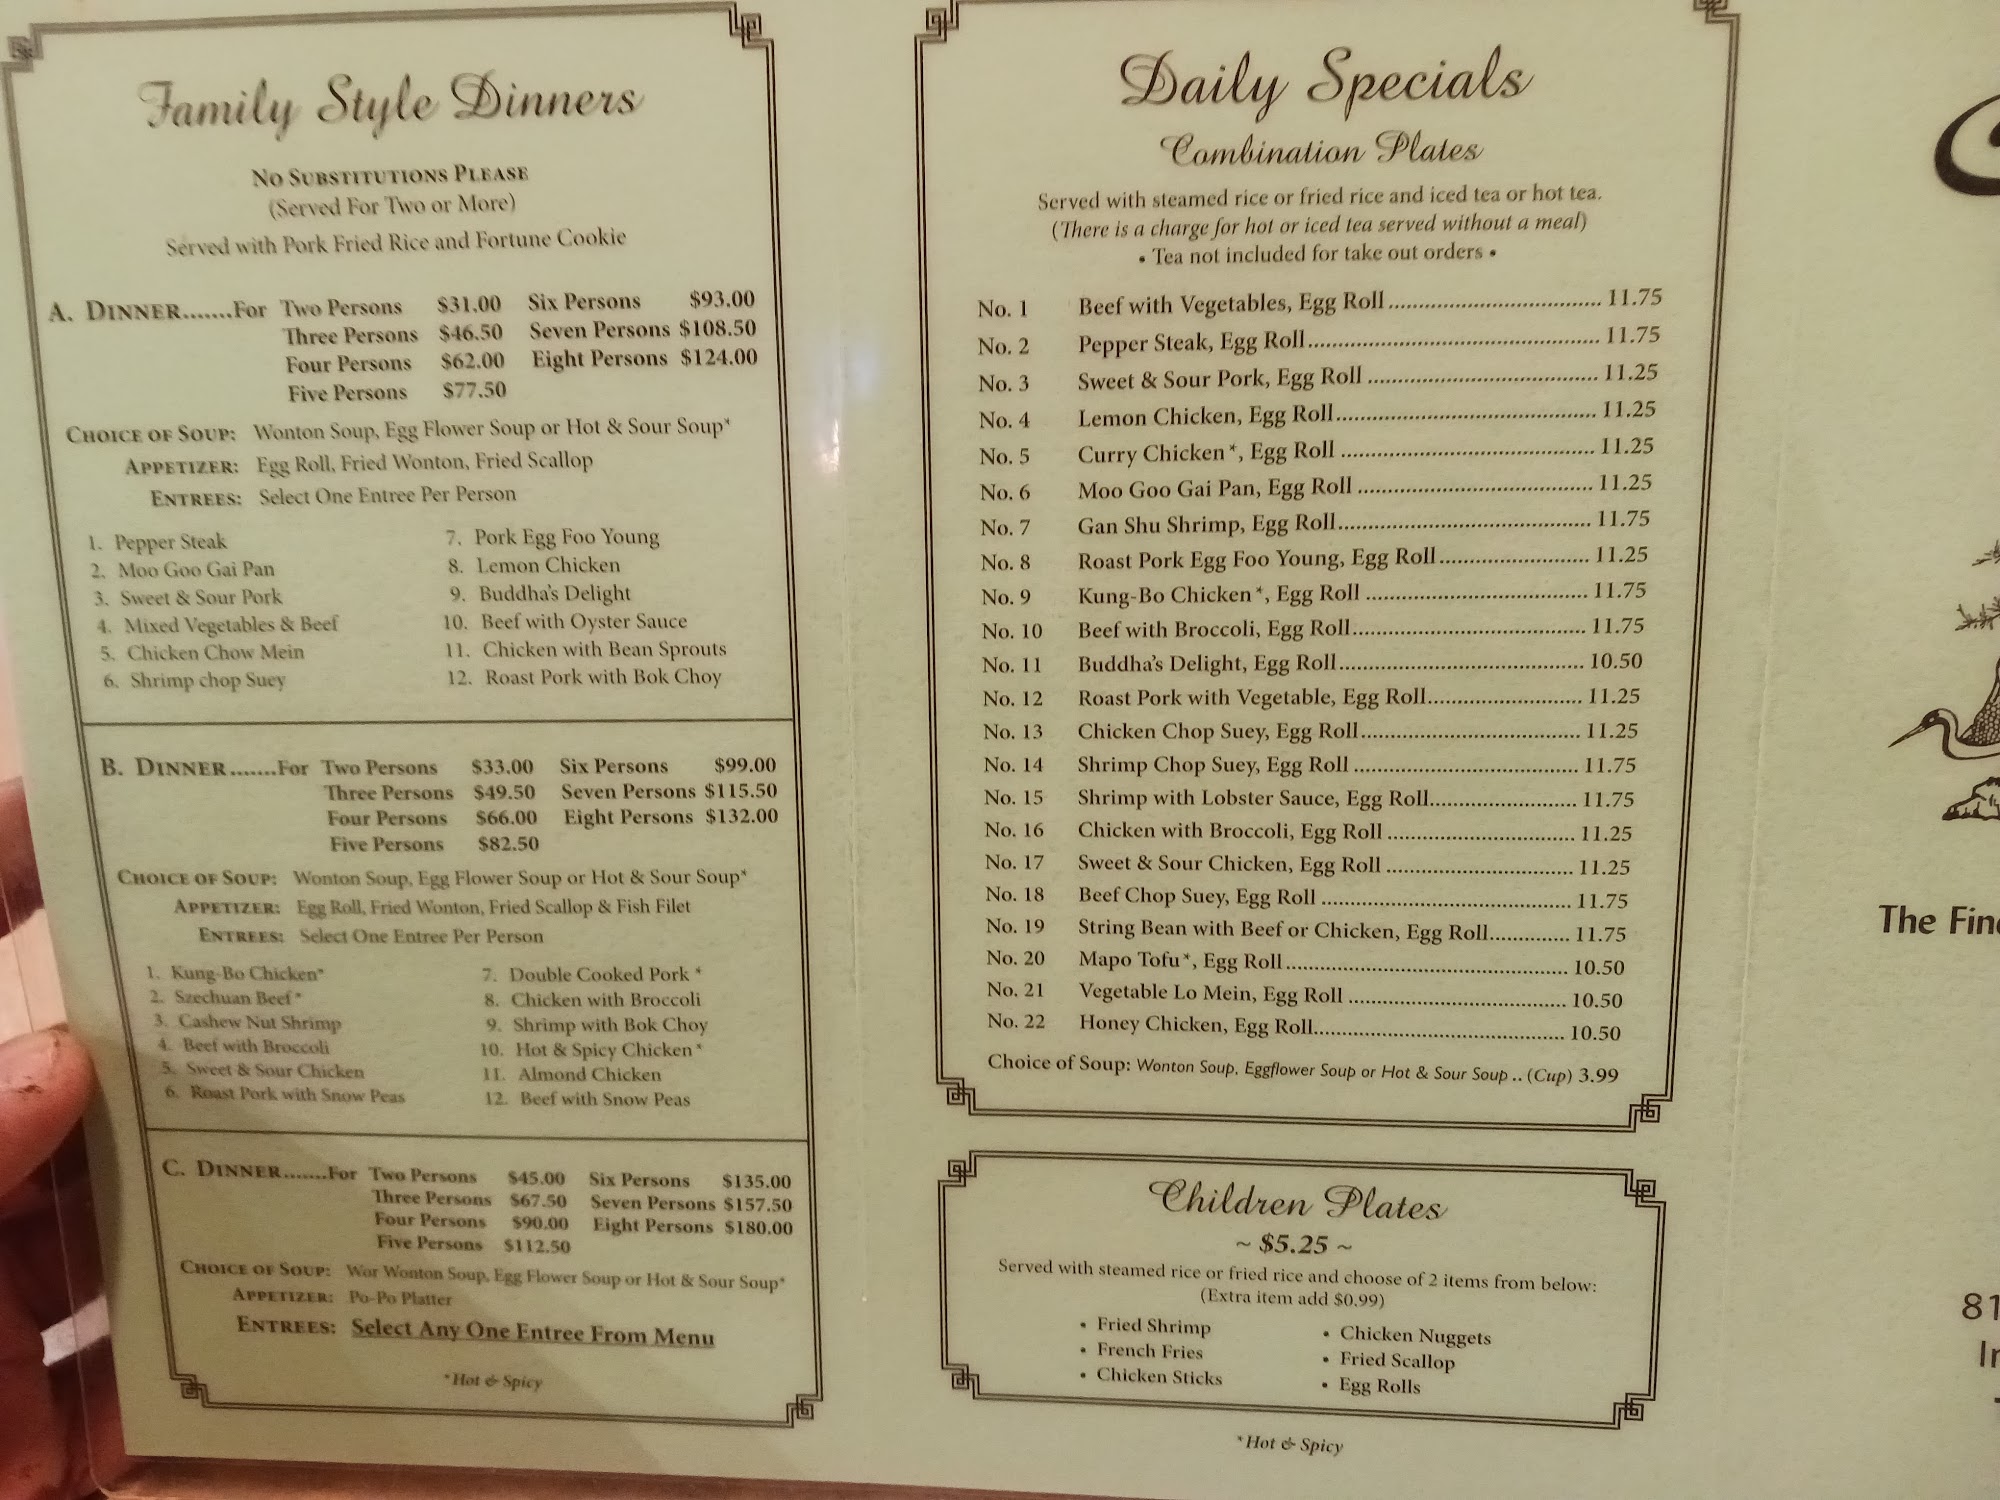 Family Style Dinners
No Substitutions Please
(Served For Two or More)
Served with Pork Fried Rice and Fortune Cookie
A. Dinner.......For Two Persons $31.00 Six Persons $93.00
Three Persons $46.50 Seven Persons $108.50
Four Persons $62.00 Eight Persons $124.00
Five Persons $77.50
Choice of Soup: Wonton Soup, Egg Flower Soup or Hot & Sour Soup*
Appetizer: Egg Roll, Fried Wonton, Fried Scallop
Entrees: Select One Entree Per Person
1. Pepper Steak
2. Moo Goo Gai Pan
3. Sweet & Sour Pork
4. Mixed Vegetables & Beef
5. Chicken Chow Mein
6. Shrimp chop Suey
7. Pork Egg Foo Young
8. Lemon Chicken
9. Buddha's Delight
10. Beef with Oyster Sauce
11. Chicken with Bean Sprouts
12. Roast Pork with Bok Choy
B. Dinner.......For Two Persons $33.00 Six Persons $99.00
Three Persons $49.50 Seven Persons $115.50
Four Persons $66.00 Eight Persons $132.00
Five Persons $82.50
Choice of Soup: Wonton Soup, Egg Flower Soup or Hot & Sour Soup*
Appetizer: Egg Roll, Fried Wonton, Fried Scallop & Fish Filet
Entrees: Select One Entree Per Person
1. Kung-Bo Chicken*
2. Szechuan Beef*
3. Cashew Nut Shrimp
4. Beef with Broccoli
5. Sweet & Sour Chicken
6. Roast Pork with Snow Peas
7. Double Cooked Pork *
8. Chicken with Broccoli
9. Shrimp with Bok Choy
10. Hot & Spicy Chicken *
11. Almond Chicken
12. Beef with Snow Peas
C. Dinner.......For Two Persons $45.00 Six Persons $135.00
Three Persons $67.50 Seven Persons $157.50
Four Persons $90.00 Eight Persons $180.00
Five Persons $112.50
Choice of Soup: Wor Wonton Soup, Egg Flower Soup or Hot & Sour Soup*
Appetizer: Po-Po Platter
Entrees: Select Any One Entree From Menu
*Hot & Spicy
Daily Specials
Combination Plates
Served with steamed rice or fried rice and iced tea or hot tea.
(There is a charge for hot or iced tea served without a meal)
• Tea not included for take out orders •
No. 1 Beef with Vegetables, Egg Roll 11.75
No. 2 Pepper Steak, Egg Roll 11.75
No. 3 Sweet & Sour Pork, Egg Roll 11.25
No. 4 Lemon Chicken, Egg Roll 11.25
No. 5 Curry Chicken*, Egg Roll 11.25
No. 6 Moo Goo Gai Pan, Egg Roll 11.25
No. 7 Gan Shu Shrimp, Egg Roll 11.75
No. 8 Roast Pork Egg Foo Young, Egg Roll 11.25
No. 9 Kung-Bo Chicken*, Egg Roll 11.75
No. 10 Beef with Broccoli, Egg Roll 11.75
No. 11 Buddha's Delight, Egg Roll 10.50
No. 12 Roast Pork with Vegetable, Egg Roll 11.25
No. 13 Chicken Chop Suey, Egg Roll 11.25
No. 14 Shrimp Chop Suey, Egg Roll 11.75
No. 15 Shrimp with Lobster Sauce, Egg Roll 11.75
No. 16 Chicken with Broccoli, Egg Roll 11.25
No. 17 Sweet & Sour Chicken, Egg Roll 11.25
No. 18 Beef Chop Suey, Egg Roll 11.75
No. 19 String Bean with Beef or Chicken, Egg Roll 11.75
No. 20 Mapo Tofu*, Egg Roll 10.50
No. 21 Vegetable Lo Mein, Egg Roll 10.50
No. 22 Honey Chicken, Egg Roll 10.50
Choice of Soup: Wonton Soup, Eggflower Soup or Hot & Sour Soup .. (Cup) 3.99
Children Plates
~ $5.25 ~
Served with steamed rice or fried rice and choose of 2 items from below:
(Extra item add $0.99)
• Fried Shrimp
• French Fries
• Chicken Sticks
• Chicken Nuggets
• Fried Scallop
• Egg Rolls
*Hot & Spicy
The Fin
81